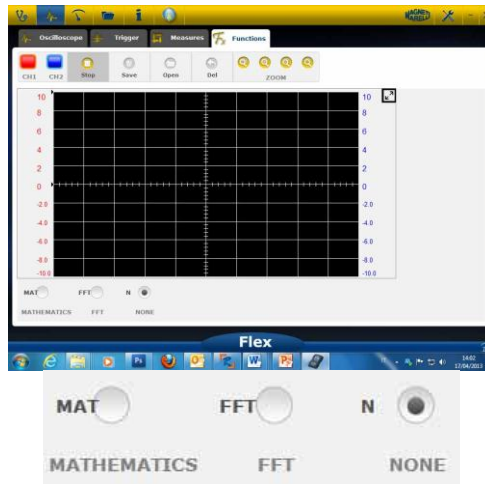 MAGNETI
MARELLI
Oscilloscope Trigger Measures Functions
CH1 CH2 Stop Save Open Del ZOOM
10 10
8 8
6 6
4 4
2 2
0 0
-2.0 -2.0
-4.0 -4.0
-6.0 -6.0
-8.0 -8.0
-10.0 -10.0
MAT FFT N
MATHEMATICS FFT NONE
Flex
14:02
17/04/2013
MAT FFT N
MATHEMATICS FFT NONE